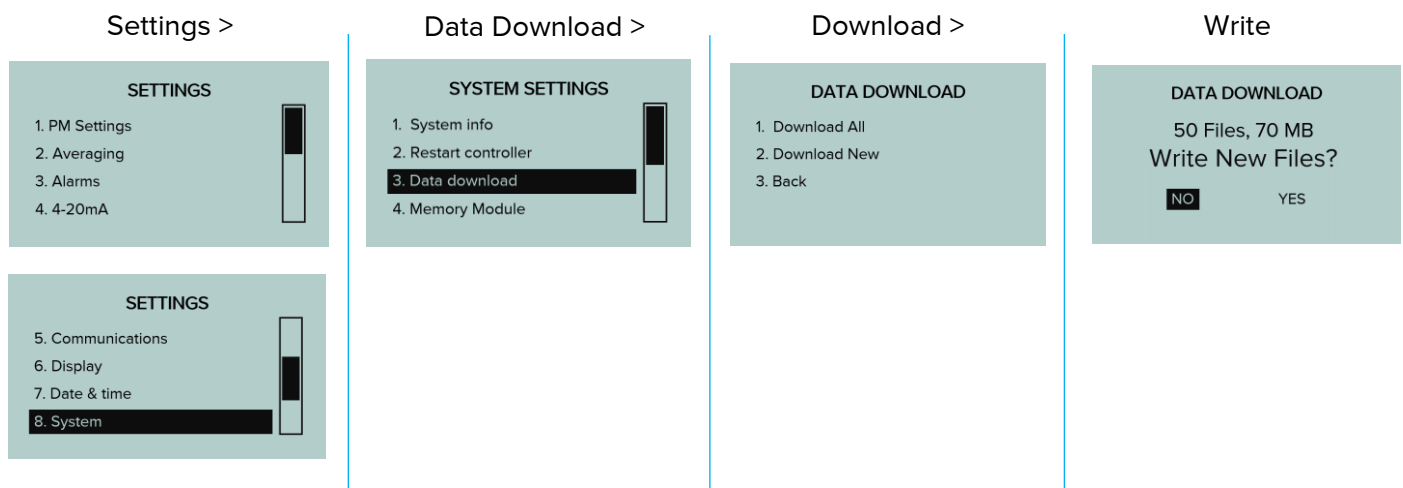 Settings >
SETTINGS
1. PM Settings
2. Averaging
3. Alarms
4. 4-20mA
SETTINGS
5. Communications
6. Display
7. Date & time
8. System
Data Download >
SYSTEM SETTINGS
1. System info
2. Restart controller
3. Data download
4. Memory Module
Download >
DATA DOWNLOAD
1. Download All
2. Download New
3. Back
Write
DATA DOWNLOAD
50 Files, 70 MB
Write New Files?
NO YES